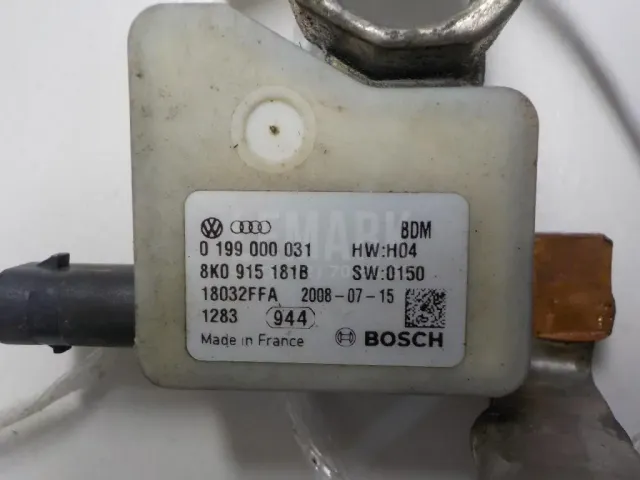 BDM
0 199 000 031 HW:H04
8K0 915 181B SW:0150
18032FFA 2008-07-15
1283 944
Made in France BOSCH